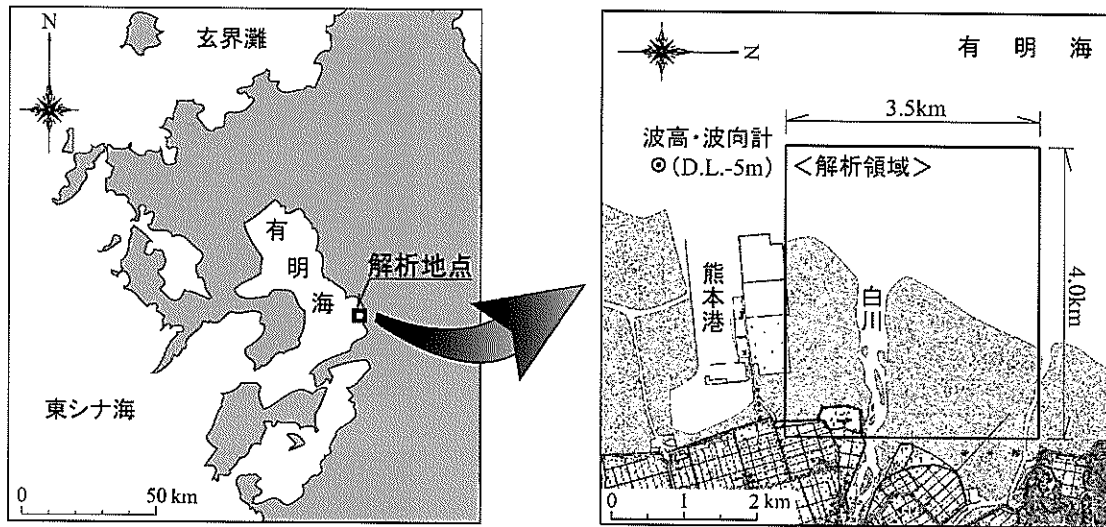 N
玄界灘
有
明
海
解析地点
東シナ海
0
50 km
N
有明海
3.5km
波高・波向計
(D.L.-5m)
＜解析領域＞
4.0km
熊本港
白川
0
1
2 km